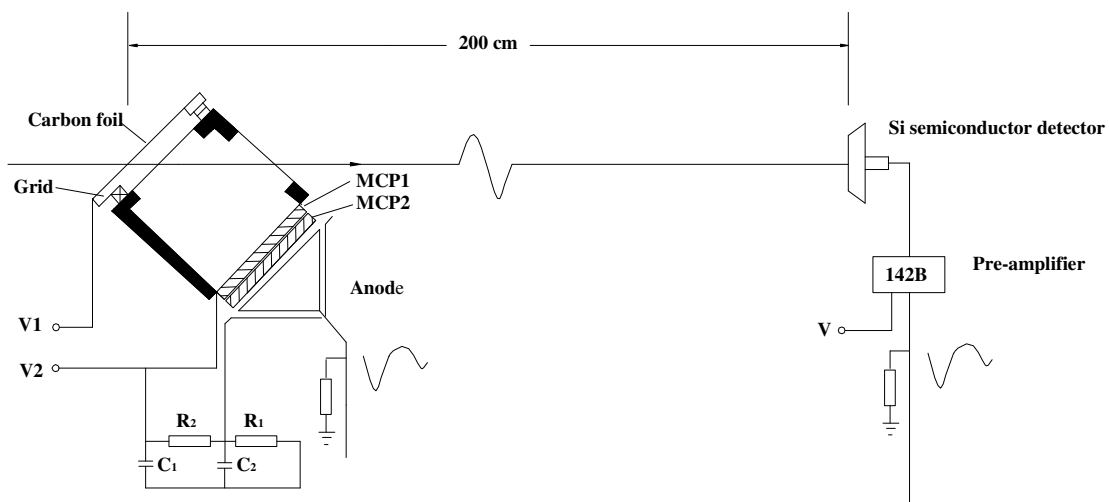 200 cm
Carbon foil
Si semiconductor detector
Grid
MCP1
MCP2
142B
Pre-amplifier
Anode
V1
V
V2
R₂
R₁
C₁
C₂